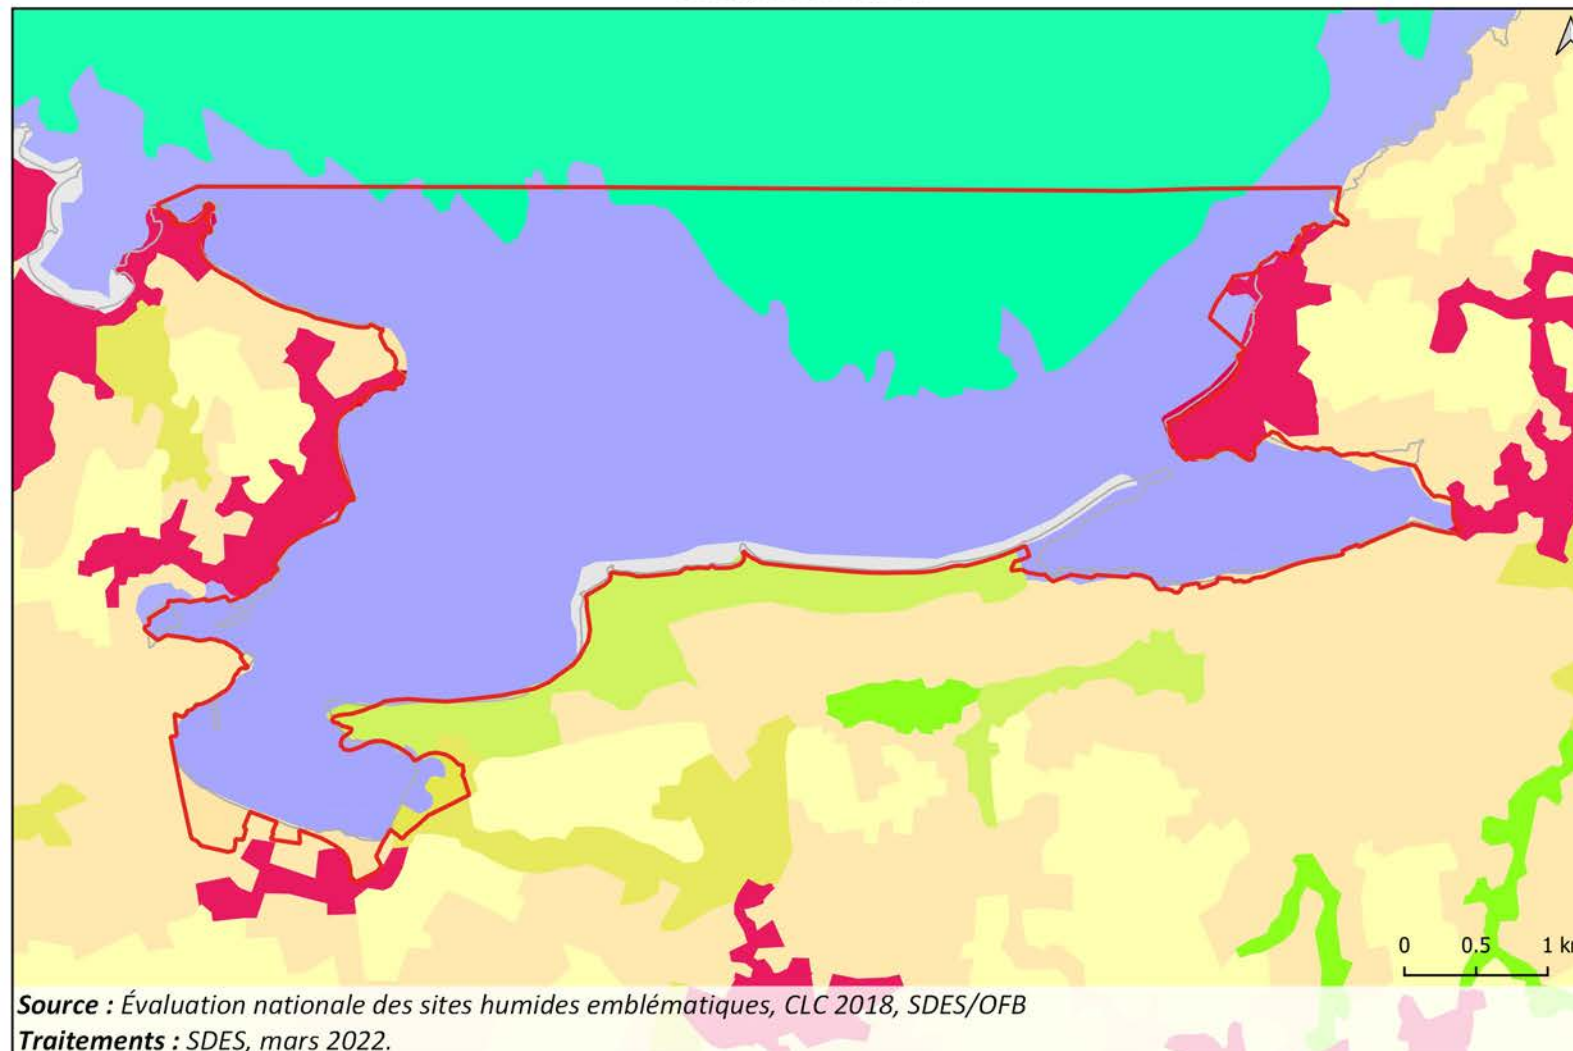 0 0.5 1 km
Source : Évaluation nationale des sites humides emblématiques, CLC 2018, SDES/OFB
Traitements : SDES, mars 2022.